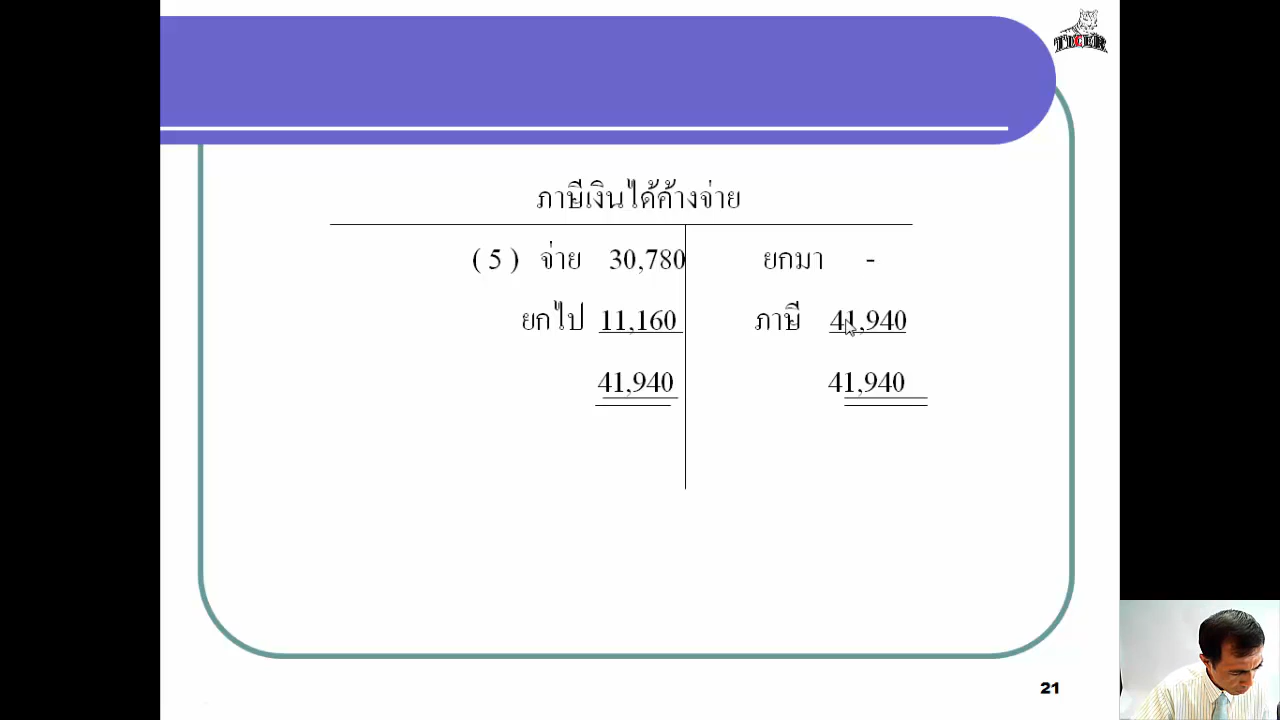 TIGER
ภาษีเงินได้ค้างจ่าย
( 5 ) จ่าย 30,780 ยกมา -
ยกไป 11,160 ภาษี 41,940
41,940 41,940
21